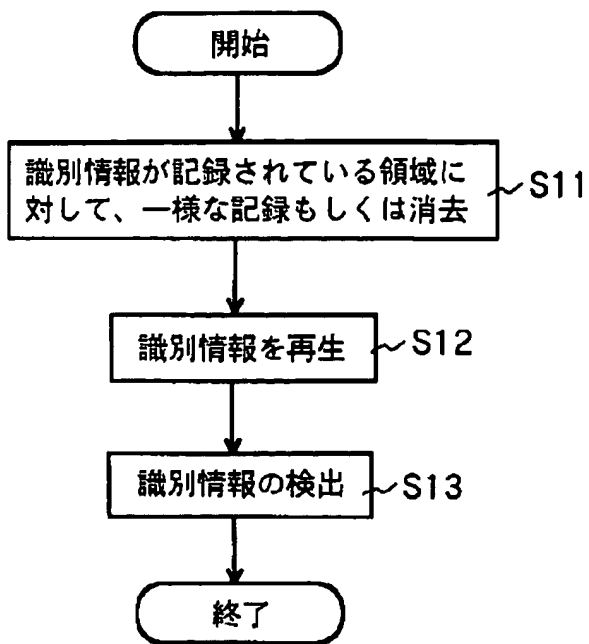 開始
識別情報が記録されている領域に
対して、一様な記録もしくは消去
S11
識別情報を再生
S12
識別情報の検出
S13
終了